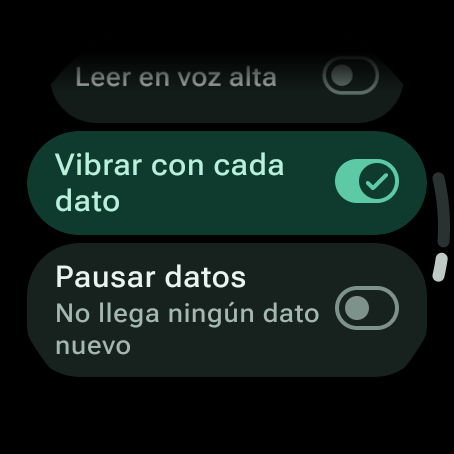 Leer en voz alta
Vibrar con cada
dato
Pausar datos
No llega ningún dato
nuevo